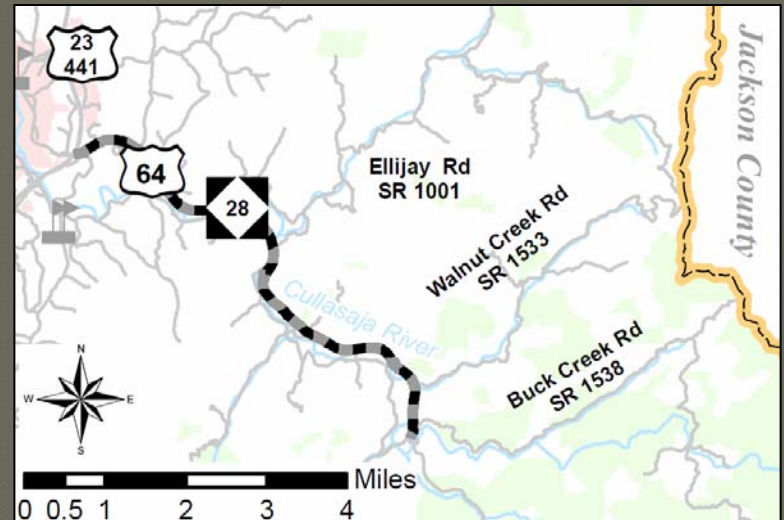 23
441
Jackson County
64
28
Ellijay Rd
SR 1001
Walnut Creek Rd
SR 1533
Cullasaja River
Buck Creek Rd
SR 1538
N
W E
S
Miles
0 0.5 1 2 3 4